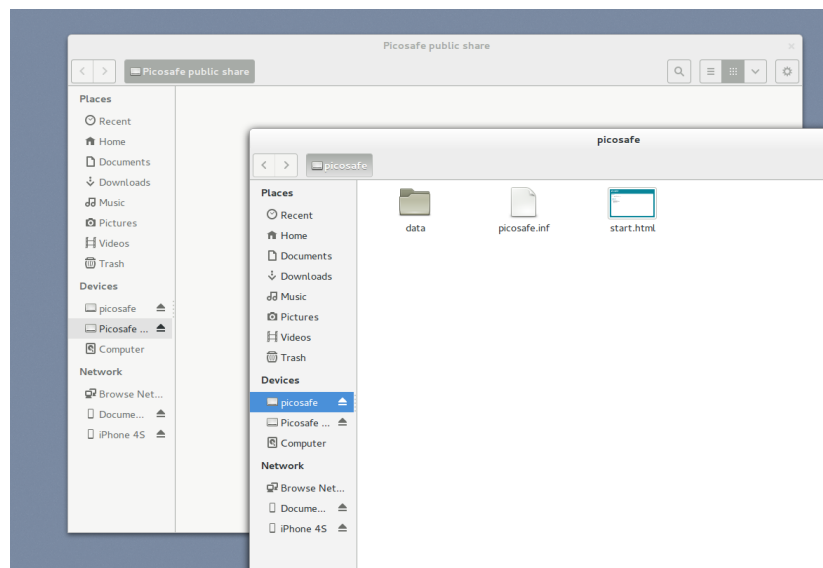 Picosafe public share
Picosafe public share
Places
Recent
Home
Documents
Downloads
Music
Pictures
Videos
Trash
Devices
picosafe
Picosafe ...
Computer
Network
Browse Net...
Docume...
iPhone 4S
picosafe
picosafe
Places
Recent
Home
Documents
Downloads
Music
Pictures
Videos
Trash
Devices
picosafe
Picosafe ...
Computer
Network
Browse Net...
Docume...
iPhone 4S
data
picosafe.inf
start.html